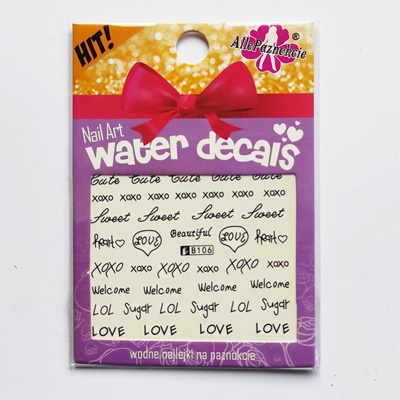 HIT!
AllePaznokcie ®
Nail Art
water decals
Cute Cute Cute Cute Cute
xoxo xoxo xoxo xoxo xoxo xoxo xoxo
Sweet Sweet Sweet Sweet
heart LOVE Beautiful LOVE heart
B106
XOXO xoxo XOXO xoxo XOXO xoxo
Welcome Welcome Welcome Welcome
LOL Sugar LOL Sugar LOL Sugar
LOVE LOVE LOVE LOVE
wodne naklejki na paznokcie